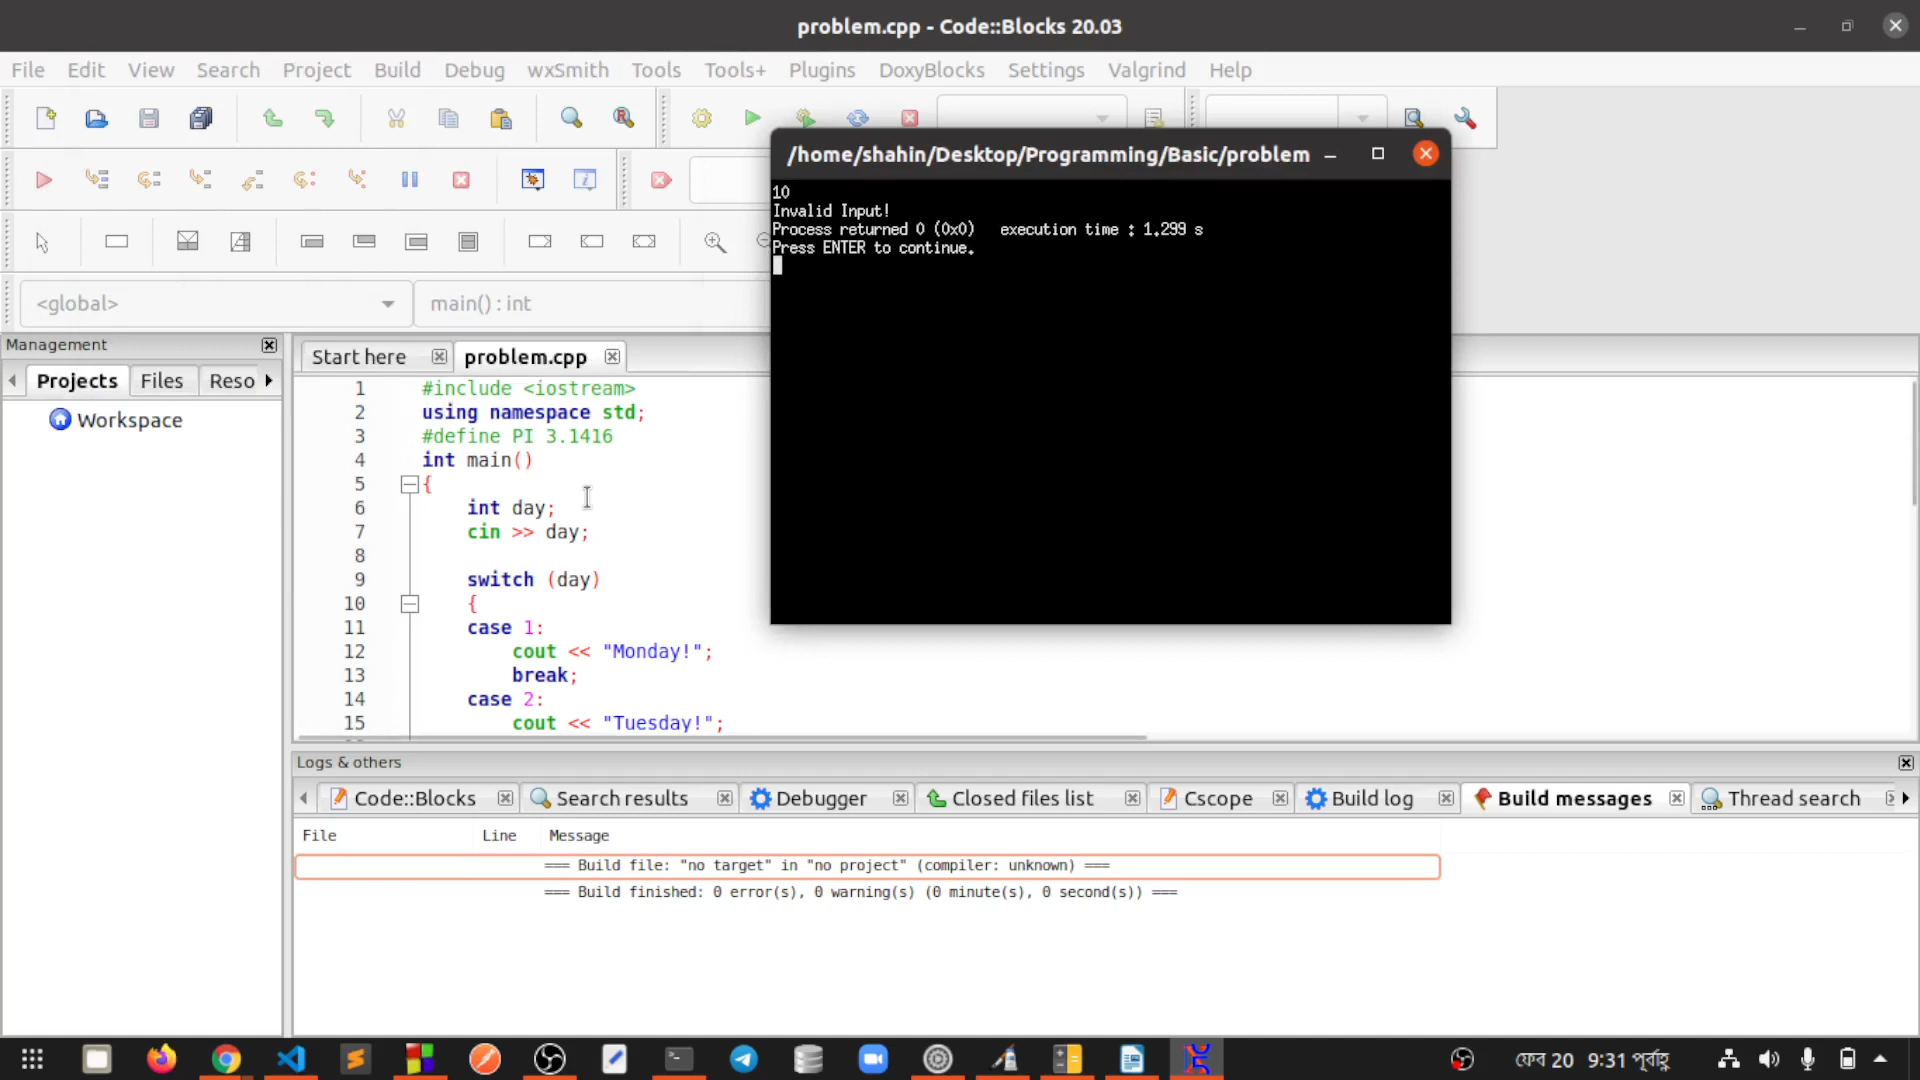 problem.cpp - Code::Blocks 20.03
File Edit View Search Project Build Debug wxSmith Tools Tools+ Plugins DoxyBlocks Settings Valgrind Help
/home/shahin/Desktop/Programming/Basic/problem
10
Invalid Input!
Process returned 0 (0x0)   execution time : 1.299 s
Press ENTER to continue.
<global>
main() : int
Management
Projects Files Reso
Workspace
Start here problem.cpp
1 #include <iostream>
2 using namespace std;
3 #define PI 3.1416
4 int main()
5 {
6 int day;
7 cin >> day;
8
9 switch (day)
10 {
11 case 1:
12 cout << "Monday!";
13 break;
14 case 2:
15 cout << "Tuesday!";
Logs & others
Code::Blocks Search results Debugger Closed files list Cscope Build log Build messages Thread search
File Line Message
=== Build file: "no target" in "no project" (compiler: unknown) ===
=== Build finished: 0 error(s), 0 warning(s) (0 minute(s), 0 second(s)) ===
ফেব 20 9:31 পূর্বাহ্ণ